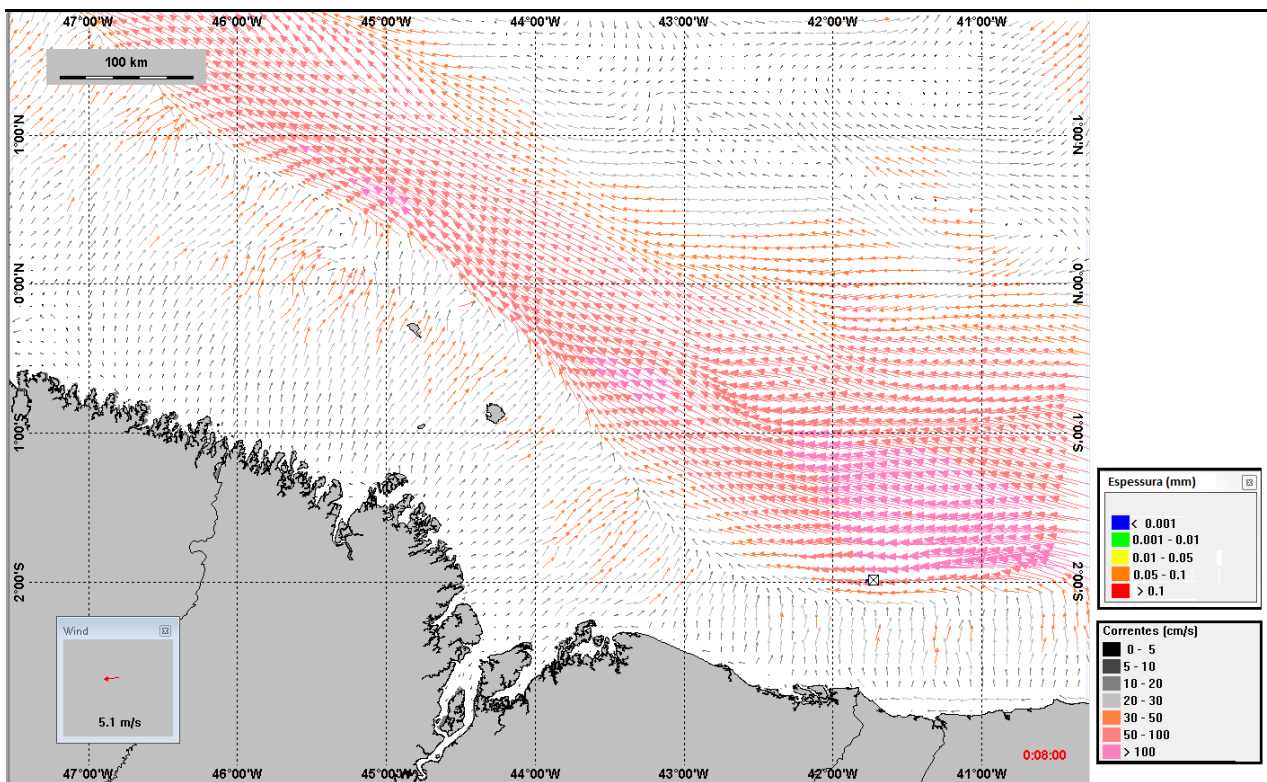 47°00'W 46°00'W 45°00'W 44°00'W 43°00'W 42°00'W 41°00'W
100 km
1°00'N 1°00'N
0°00'N 0°00'N
1°00'S 1°00'S
2°00'S 2°00'S
Espessura (mm)
< 0.001
0.001 - 0.01
0.01 - 0.05
0.05 - 0.1
> 0.1
Wind
5.1 m/s
Correntes (cm/s)
0 - 5
5 - 10
10 - 20
20 - 30
30 - 50
50 - 100
> 100
0:08:00
47°00'W 46°00'W 45°00'W 44°00'W 43°00'W 42°00'W 41°00'W